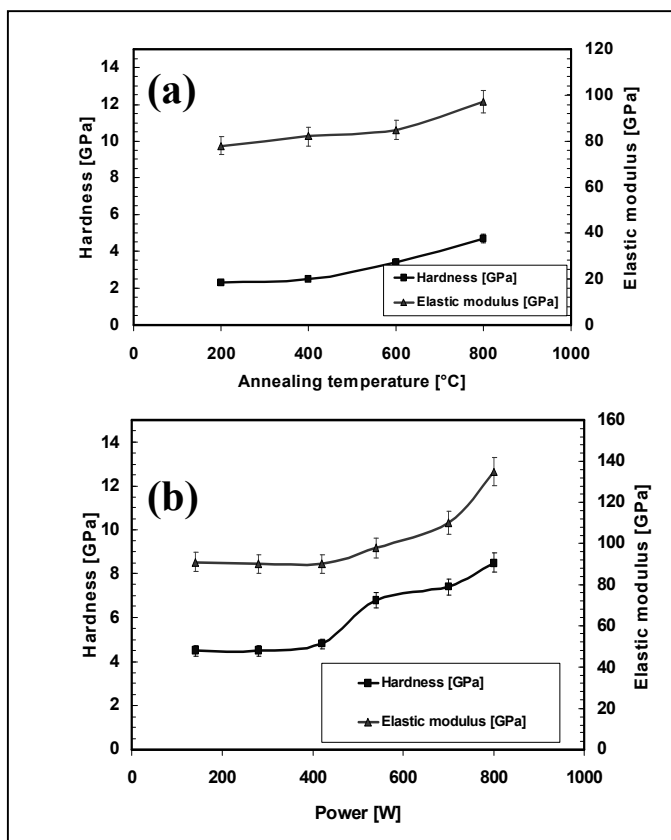 (a)
Hardness [GPa]
14
12
10
8
6
4
2
0
120
100
80
60
40
20
0
Elastic modulus [GPa]
Hardness [GPa]
Elastic modulus [GPa]
0 200 400 600 800 1000
Annealing temperature [°C]
(b)
Hardness [GPa]
14
12
10
8
6
4
2
0
160
140
120
100
80
60
40
20
0
Elastic modulus [GPa]
Hardness [GPa]
Elastic modulus [GPa]
0 200 400 600 800 1000
Power [W]